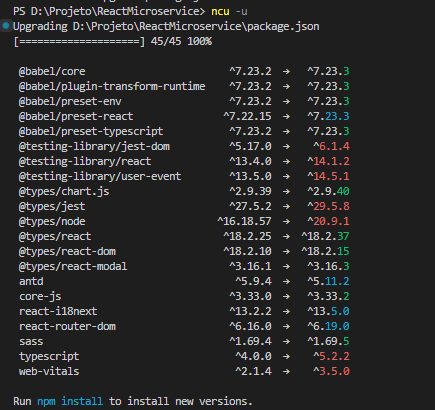 PS D:\Projeto\ReactMicroservice> ncu -u
Upgrading D:\Projeto\ReactMicroservice\package.json
[====================] 45/45 100%
@babel/core ^7.23.2 → ^7.23.3
@babel/plugin-transform-runtime ^7.23.2 → ^7.23.3
@babel/preset-env ^7.23.2 → ^7.23.3
@babel/preset-react ^7.22.15 → ^7.23.3
@babel/preset-typescript ^7.23.2 → ^7.23.3
@testing-library/jest-dom ^5.17.0 → ^6.1.4
@testing-library/react ^13.4.0 → ^14.1.2
@testing-library/user-event ^13.5.0 → ^14.5.1
@types/chart.js ^2.9.39 → ^2.9.40
@types/jest ^27.5.2 → ^29.5.8
@types/node ^16.18.57 → ^20.9.1
@types/react ^18.2.25 → ^18.2.37
@types/react-dom ^18.2.10 → ^18.2.15
@types/react-modal ^3.16.1 → ^3.16.3
antd ^5.9.4 → ^5.11.2
core-js ^3.33.0 → ^3.33.2
react-i18next ^13.2.2 → ^13.5.0
react-router-dom ^6.16.0 → ^6.19.0
sass ^1.69.4 → ^1.69.5
typescript ^4.0.0 → ^5.2.2
web-vitals ^2.1.4 → ^3.5.0
Run npm install to install new versions.